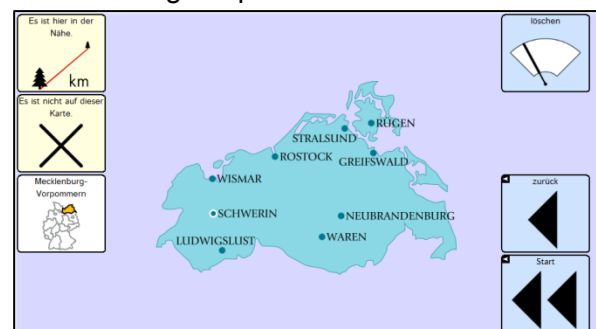 Es ist hier in der
Nähe.
km
Es ist nicht auf dieser
Karte.
Mecklenburg-
Vorpommern
RÜGEN
STRALSUND
ROSTOCK
GREIFSWALD
WISMAR
SCHWERIN
NEUBRANDENBURG
LUDWIGSLUST
WAREN
löschen
zurück
Start